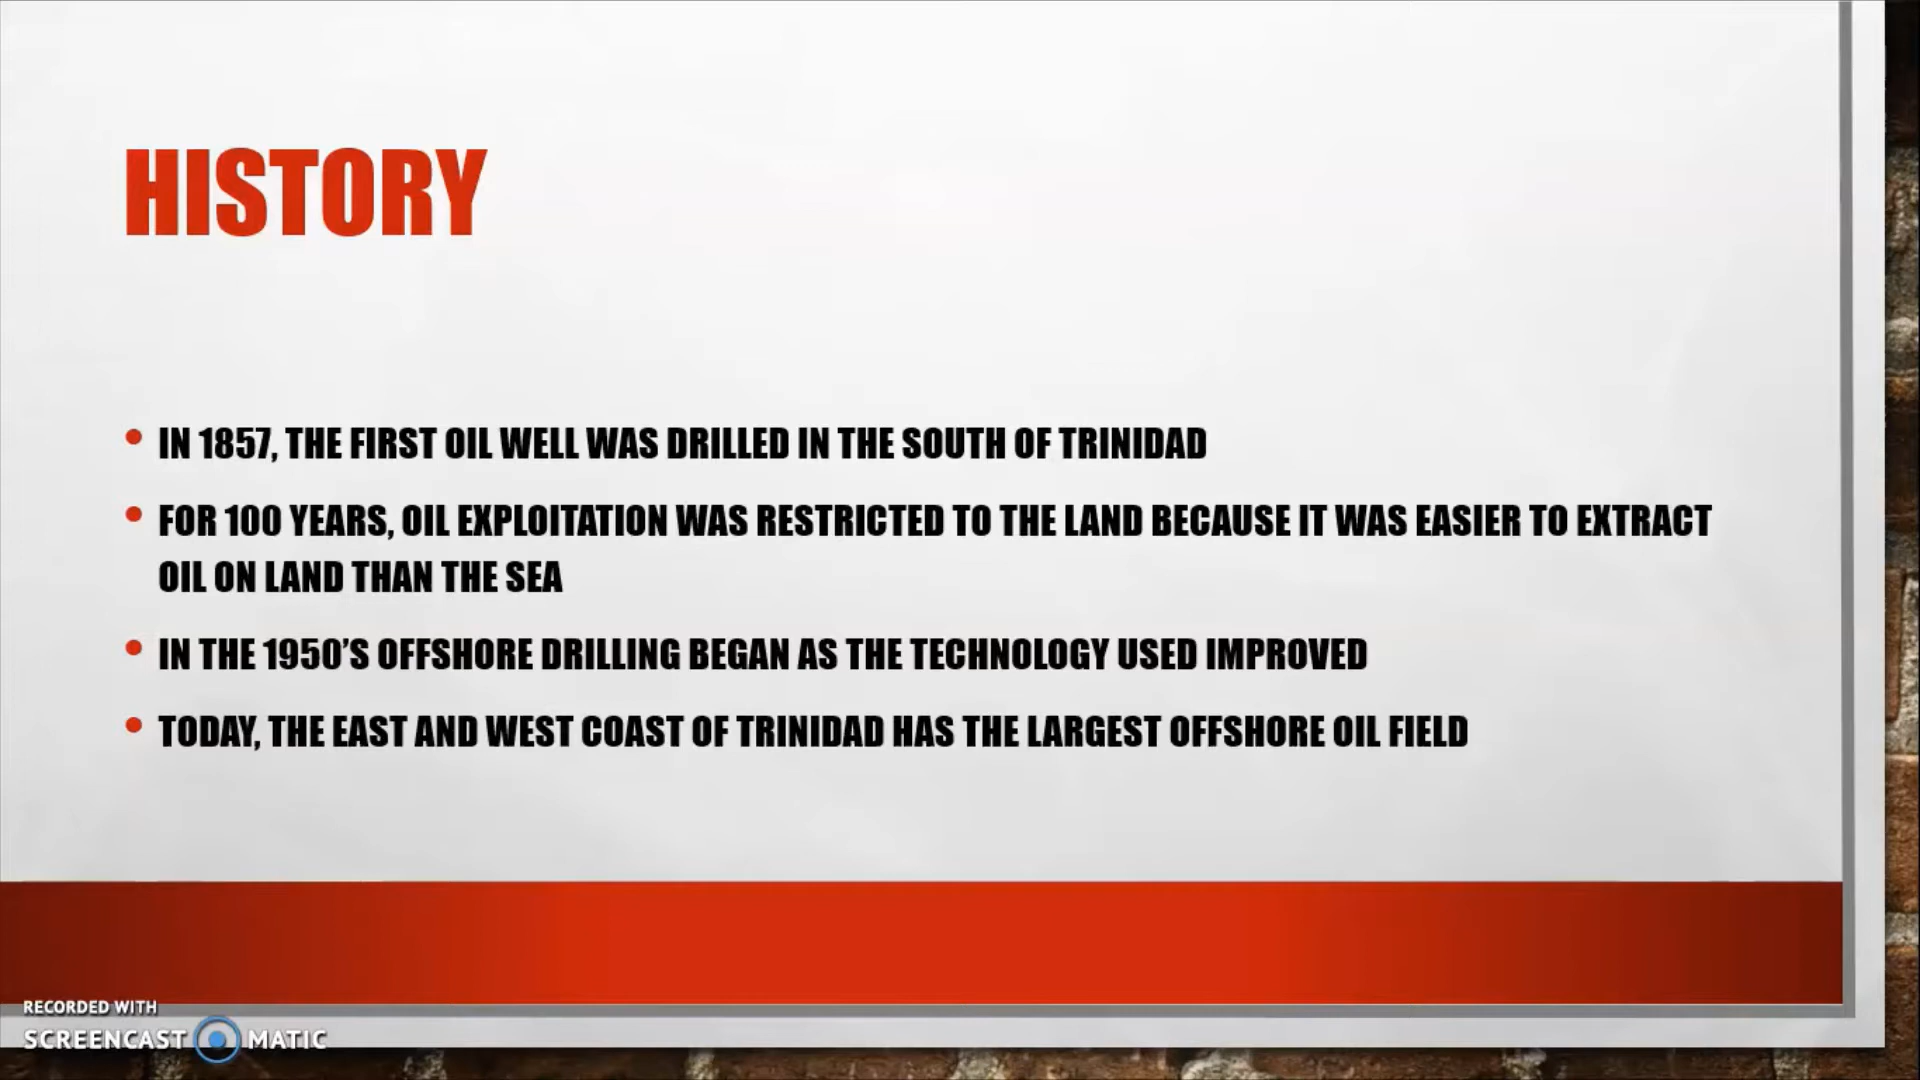 HISTORY
• IN 1857, THE FIRST OIL WELL WAS DRILLED IN THE SOUTH OF TRINIDAD
• FOR 100 YEARS, OIL EXPLOITATION WAS RESTRICTED TO THE LAND BECAUSE IT WAS EASIER TO EXTRACT
OIL ON LAND THAN THE SEA
• IN THE 1950'S OFFSHORE DRILLING BEGAN AS THE TECHNOLOGY USED IMPROVED
• TODAY, THE EAST AND WEST COAST OF TRINIDAD HAS THE LARGEST OFFSHORE OIL FIELD
RECORDED WITH
SCREENCAST MATIC